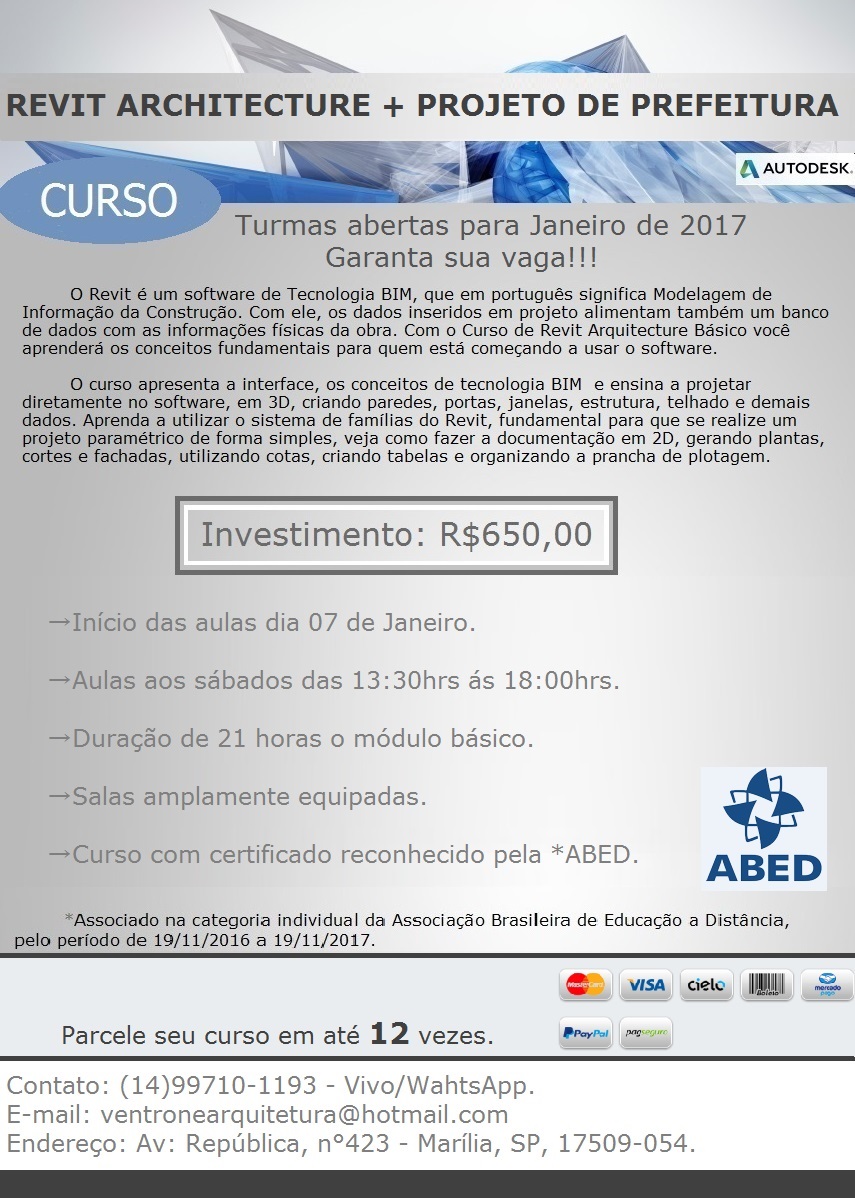 REVIT ARCHITECTURE + PROJETO DE PREFEITURA
AUTODESK.
CURSO
Turmas abertas para Janeiro de 2017
Garanta sua vaga!!!
O Revit é um software de Tecnologia BIM, que em português significa Modelagem de
Informação da Construção. Com ele, os dados inseridos em projeto alimentam também um banco
de dados com as informações físicas da obra. Com o Curso de Revit Arquitecture Básico você
aprenderá os conceitos fundamentais para quem está começando a usar o software.
O curso apresenta a interface, os conceitos de tecnologia BIM e ensina a projetar
diretamente no software, em 3D, criando paredes, portas, janelas, estrutura, telhado e demais
dados. Aprenda a utilizar o sistema de famílias do Revit, fundamental para que se realize um
projeto paramétrico de forma simples, veja como fazer a documentação em 2D, gerando plantas,
cortes e fachadas, utilizando cotas, criando tabelas e organizando a prancha de plotagem.
Investimento: R$650,00
→Início das aulas dia 07 de Janeiro.
→Aulas aos sábados das 13:30hrs ás 18:00hrs.
→Duração de 21 horas o módulo básico.
→Salas amplamente equipadas.
→Curso com certificado reconhecido pela *ABED.
ABED
*Associado na categoria individual da Associação Brasileira de Educação a Distância,
pelo período de 19/11/2016 a 19/11/2017.
MasterCard VISA cielo Boleto mercado pago
PayPal pagseguro
Parcele seu curso em até 12 vezes.
Contato: (14)99710-1193 - Vivo/WahtsApp.
E-mail: ventronearquitetura@hotmail.com
Endereço: Av: República, n°423 - Marília, SP, 17509-054.